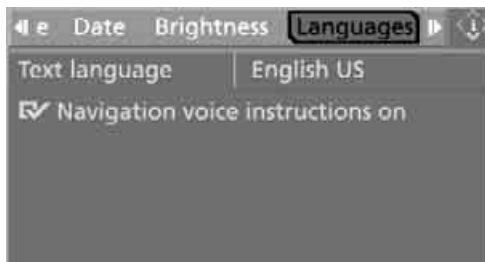 e Date Brightness Languages
Text language English US
Navigation voice instructions on